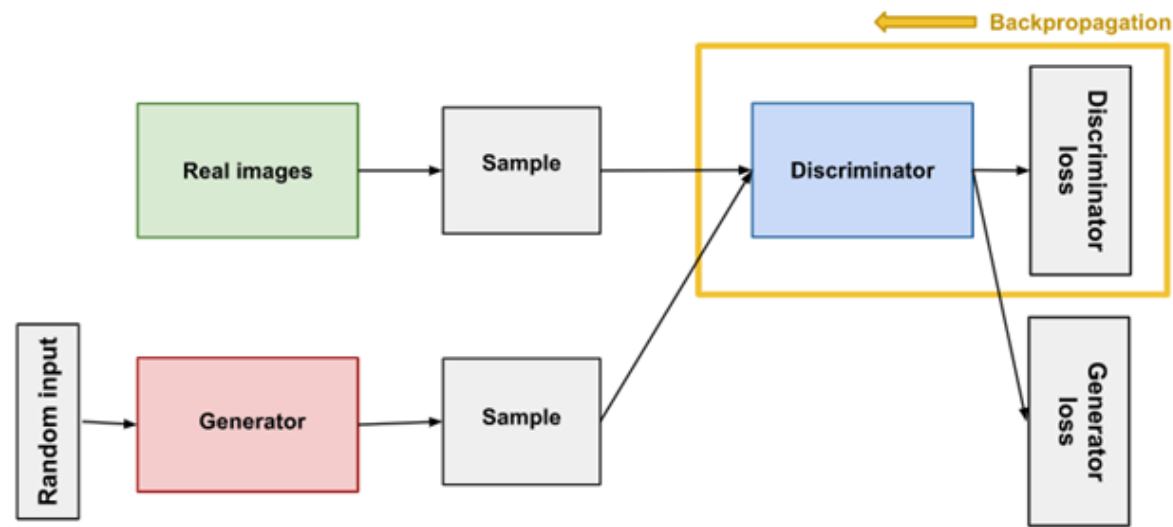 Backpropagation
Real images
Sample
Discriminator
Discriminator
loss
Random input
Generator
Sample
Generator
loss